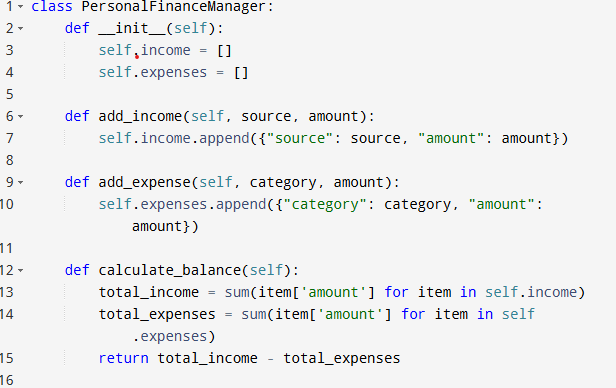 1 class PersonalFinanceManager:
2 def __init__(self):
3 self.income = []
4 self.expenses = []
5
6 def add_income(self, source, amount):
7 self.income.append({"source": source, "amount": amount})
8
9 def add_expense(self, category, amount):
10 self.expenses.append({"category": category, "amount":
amount})
11
12 def calculate_balance(self):
13 total_income = sum(item['amount'] for item in self.income)
14 total_expenses = sum(item['amount'] for item in self
.expenses)
15 return total_income - total_expenses
16